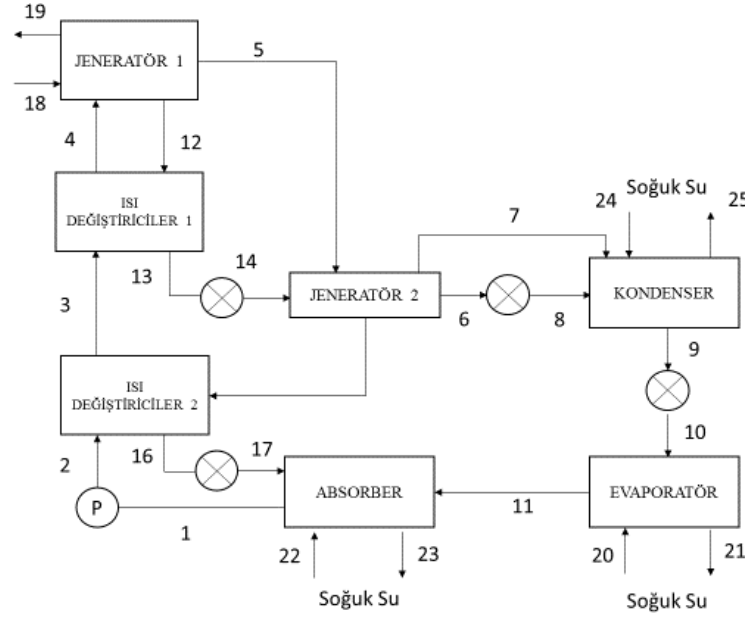 19
JENERATÖR 1
5
18
4
12
Soğuk Su
24
25
ISI
DEĞİŞTİRİCİLER 1
7
13
14
3
JENERATÖR 2
6
8
KONDENSER
9
ISI
DEĞİŞTİRİCİLER 2
10
2
16
17
P
ABSORBER
EVAPORATÖR
11
1
22
23
20
21
Soğuk Su
Soğuk Su